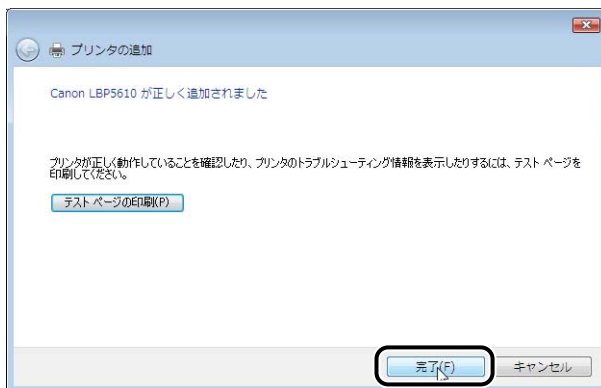 プリンタの追加
Canon LBP5610 が正しく追加されました
プリンタが正しく動作していることを確認したり、プリンタのトラブルシューティング情報を表示したりするには、テスト ページを
印刷してください。
テスト ページの印刷(P)
完了(F)
キャンセル